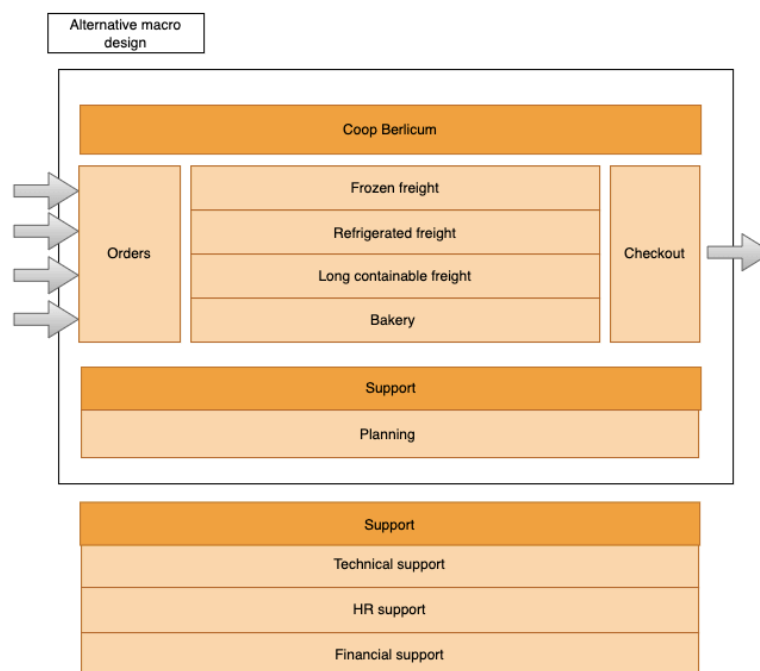 Alternative macro
design
Coop Berlicum
Orders
Frozen freight
Refrigerated freight
Long containable freight
Bakery
Checkout
Support
Planning
Support
Technical support
HR support
Financial support